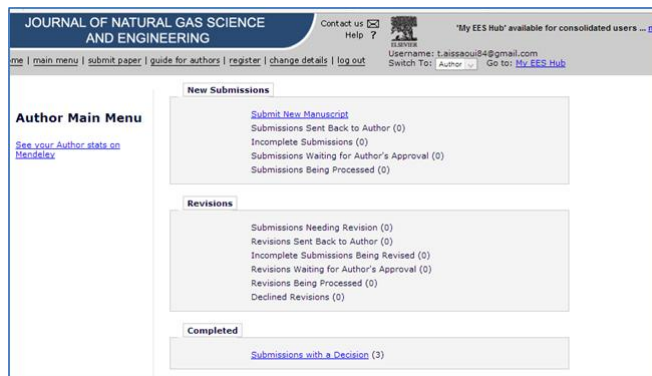 JOURNAL OF NATURAL GAS SCIENCE
AND ENGINEERING
Contact us
Help ?
ELSEVIER
'My EES Hub' available for consolidated users ...
me | main menu | submit paper | guide for authors | register | change details | log out
Username: t.aissaoui84@gmail.com
Switch To: Author Go to: My EES Hub
Author Main Menu
See your Author stats on
Mendeley
New Submissions
Submit New Manuscript
Submissions Sent Back to Author (0)
Incomplete Submissions (0)
Submissions Waiting for Author's Approval (0)
Submissions Being Processed (0)
Revisions
Submissions Needing Revision (0)
Revisions Sent Back to Author (0)
Incomplete Submissions Being Revised (0)
Revisions Waiting for Author's Approval (0)
Revisions Being Processed (0)
Declined Revisions (0)
Completed
Submissions with a Decision (3)